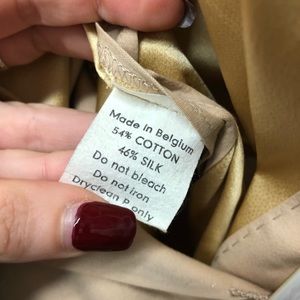 Made in Belgium
54% COTTON
46% SILK
Do not bleach
Do not iron
Dryclean P only